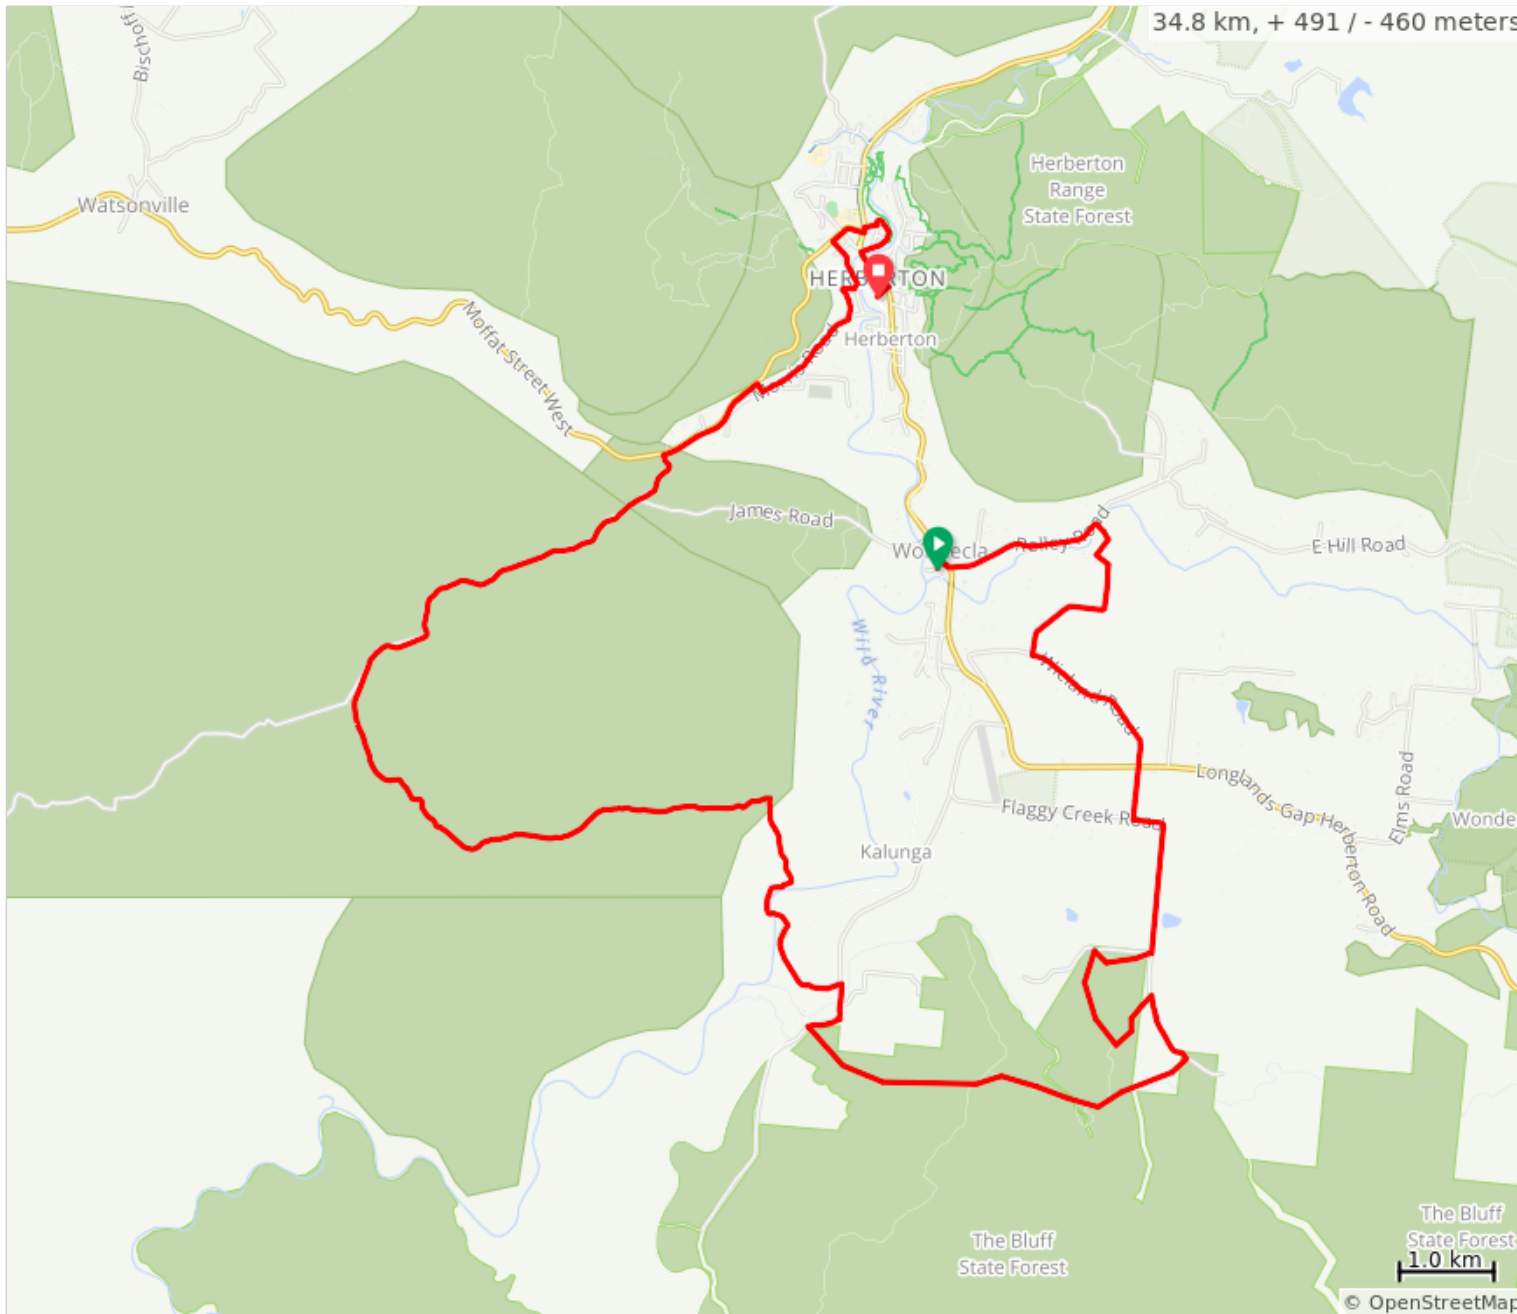 34.8 km, + 491 / - 460 meters
Herberton
Range
State Forest
Watsonville
HERBERTON
Herberton
Moffat Street West
James Road
E Hill Road
Wild River
Wieland Road
Longlands Gap Herberton Road
Elms Road
Flaggy Creek Road
Kalunga
The Bluff
State Forest
The Bluff
State Forest
1.0 km
© OpenStreetMap